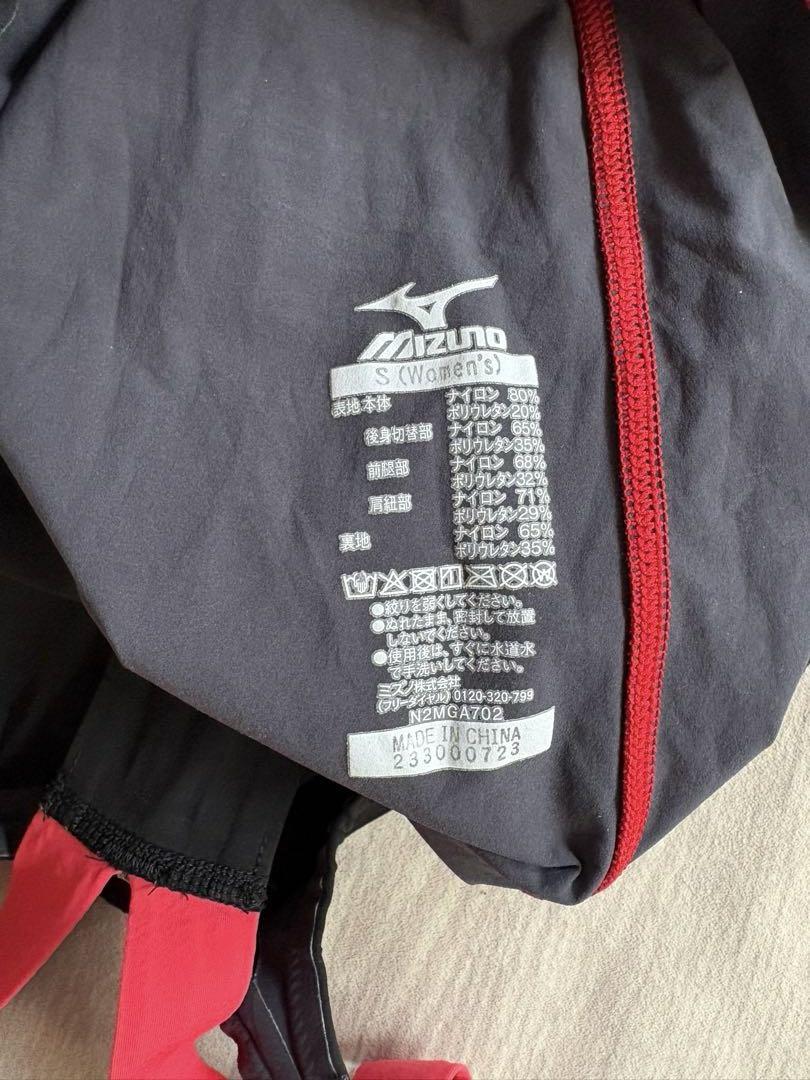 MIZUNO
S (Women's)
表地 本体 ナイロン 80%
ポリウレタン20%
後身切替部 ナイロン 65%
ポリウレタン35%
前腿部 ナイロン 68%
ポリウレタン32%
肩紐部 ナイロン 71%
ポリウレタン29%
裏地 ナイロン 65%
ポリウレタン35%
●絞りを弱くしてください。
●ぬれたまま、密封して放置
しないでください。
●使用後は、すぐに水道水
で手洗いしてください。
ミズノ株式会社
(フリーダイヤル) 0120-320-799
N2MGA702
MADE IN CHINA
233000723